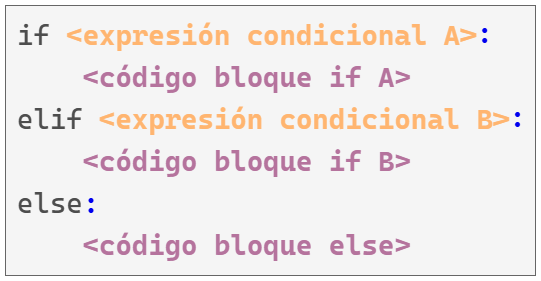 if <expresión condicional A>:
    <código bloque if A>
elif <expresión condicional B>:
    <código bloque if B>
else:
    <código bloque else>